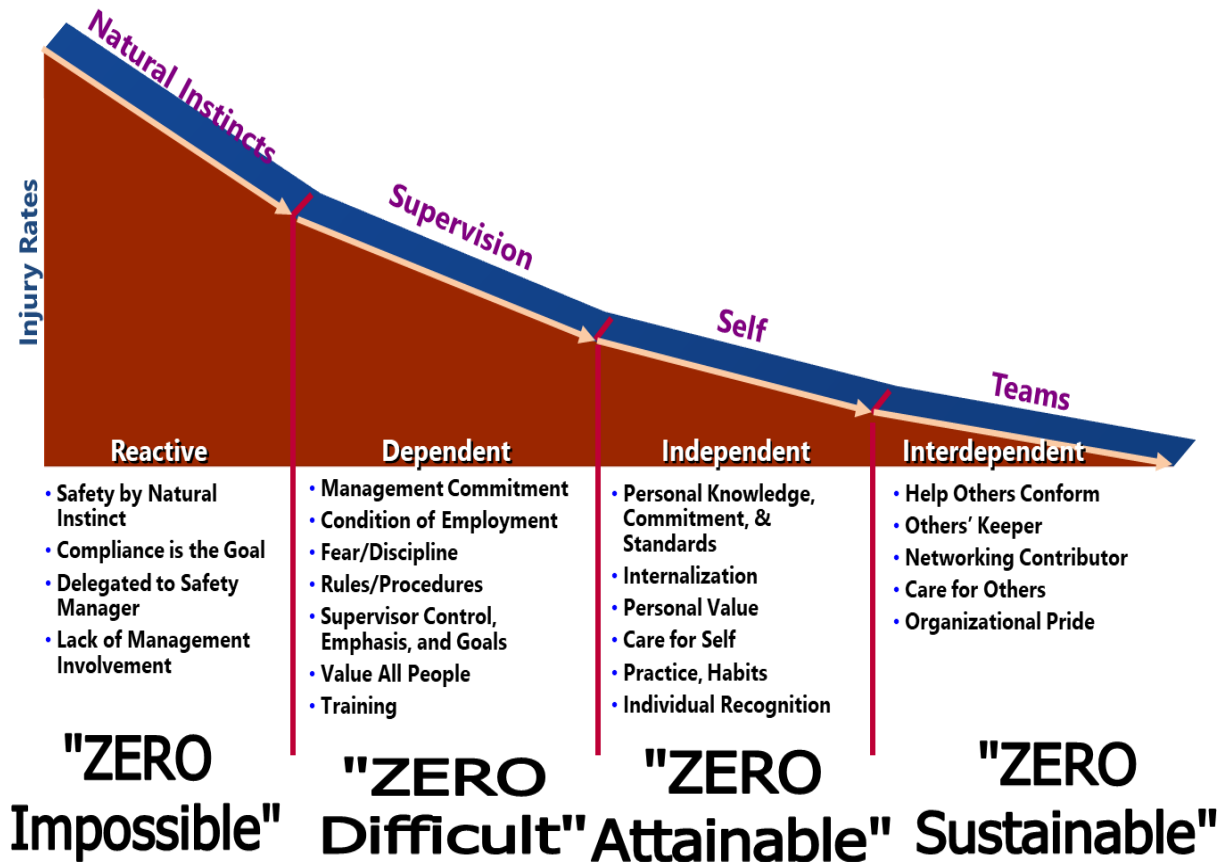 Natural Instincts
Supervision
Self
Teams
Injury Rates
Reactive
• Safety by Natural
Instinct
• Compliance is the Goal
• Delegated to Safety
Manager
• Lack of Management
Involvement
"ZERO
Impossible"
Dependent
• Management Commitment
• Condition of Employment
• Fear/Discipline
• Rules/Procedures
• Supervisor Control,
Emphasis, and Goals
• Value All People
• Training
"ZERO
Difficult"
Independent
• Personal Knowledge,
Commitment, &
Standards
• Internalization
• Personal Value
• Care for Self
• Practice, Habits
• Individual Recognition
"ZERO
Attainable"
Interdependent
• Help Others Conform
• Others’ Keeper
• Networking Contributor
• Care for Others
• Organizational Pride
"ZERO
Sustainable"